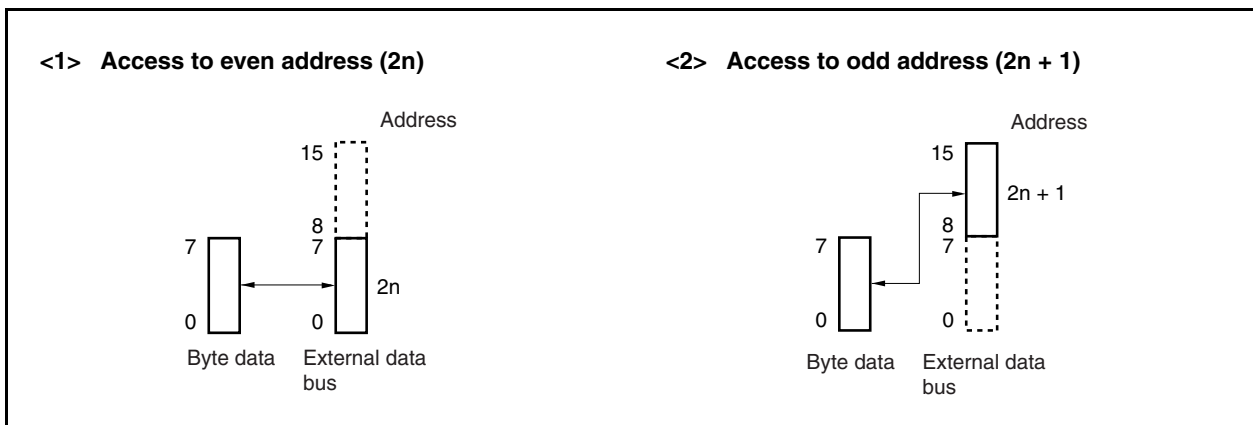 <1> Access to even address (2n)
Address
15
8
7
7
2n
0
0
Byte data
External data
bus
<2> Access to odd address (2n + 1)
Address
15
2n + 1
8
7
7
0
0
Byte data
External data
bus